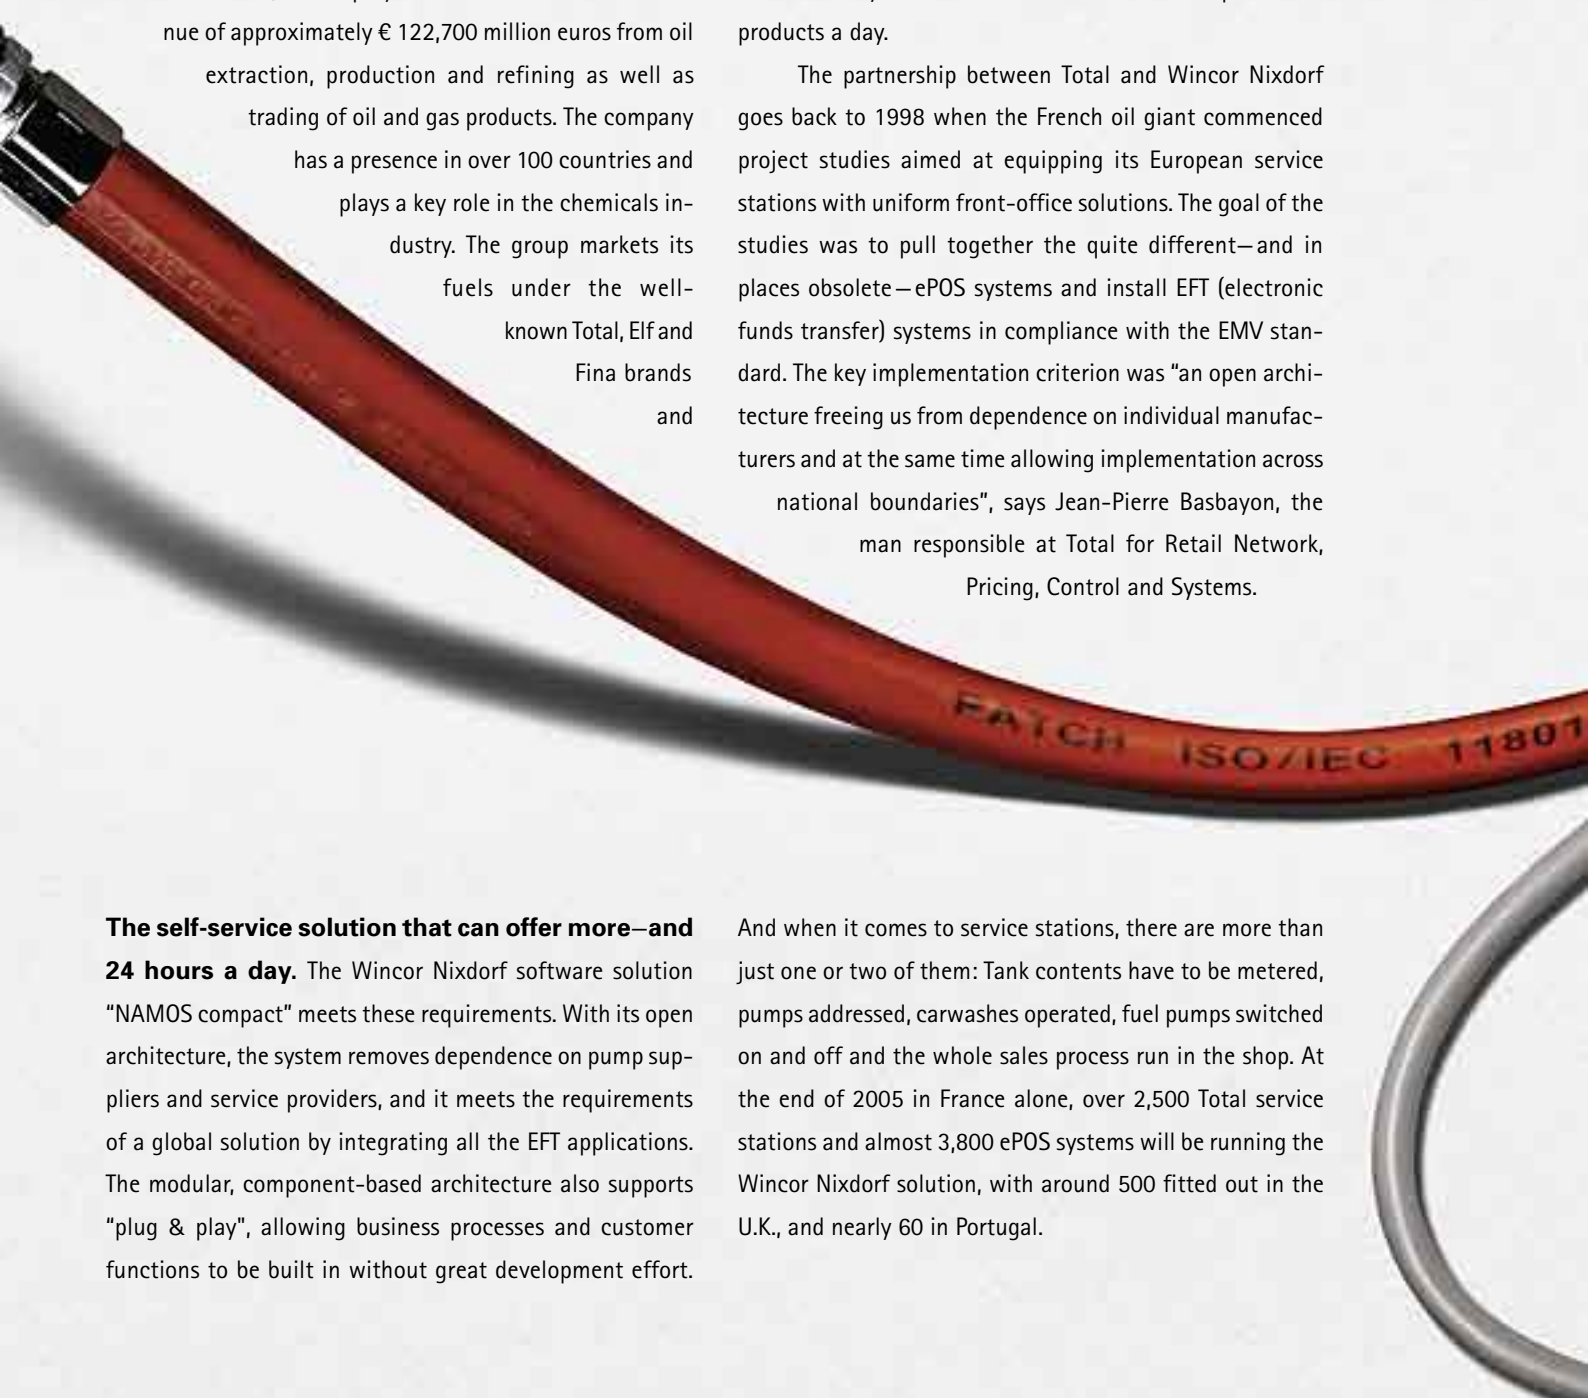 nue of approximately € 122,700 million euros from oil
extraction, production and refining as well as
trading of oil and gas products. The company
has a presence in over 100 countries and
plays a key role in the chemicals in-
dustry. The group markets its
fuels under the well-
known Total, Elf and
Fina brands
and
products a day.
The partnership between Total and Wincor Nixdorf
goes back to 1998 when the French oil giant commenced
project studies aimed at equipping its European service
stations with uniform front-office solutions. The goal of the
studies was to pull together the quite different—and in
places obsolete—ePOS systems and install EFT (electronic
funds transfer) systems in compliance with the EMV stan-
dard. The key implementation criterion was “an open archi-
tecture freeing us from dependence on individual manufac-
turers and at the same time allowing implementation across
national boundaries”, says Jean-Pierre Basbayon, the
man responsible at Total for Retail Network,
Pricing, Control and Systems.
PATCH ISO/IEC 11801
The self-service solution that can offer more—and
24 hours a day. The Wincor Nixdorf software solution
“NAMOS compact” meets these requirements. With its open
architecture, the system removes dependence on pump sup-
pliers and service providers, and it meets the requirements
of a global solution by integrating all the EFT applications.
The modular, component-based architecture also supports
“plug & play”, allowing business processes and customer
functions to be built in without great development effort.
And when it comes to service stations, there are more than
just one or two of them: Tank contents have to be metered,
pumps addressed, carwashes operated, fuel pumps switched
on and off and the whole sales process run in the shop. At
the end of 2005 in France alone, over 2,500 Total service
stations and almost 3,800 ePOS systems will be running the
Wincor Nixdorf solution, with around 500 fitted out in the
U.K., and nearly 60 in Portugal.